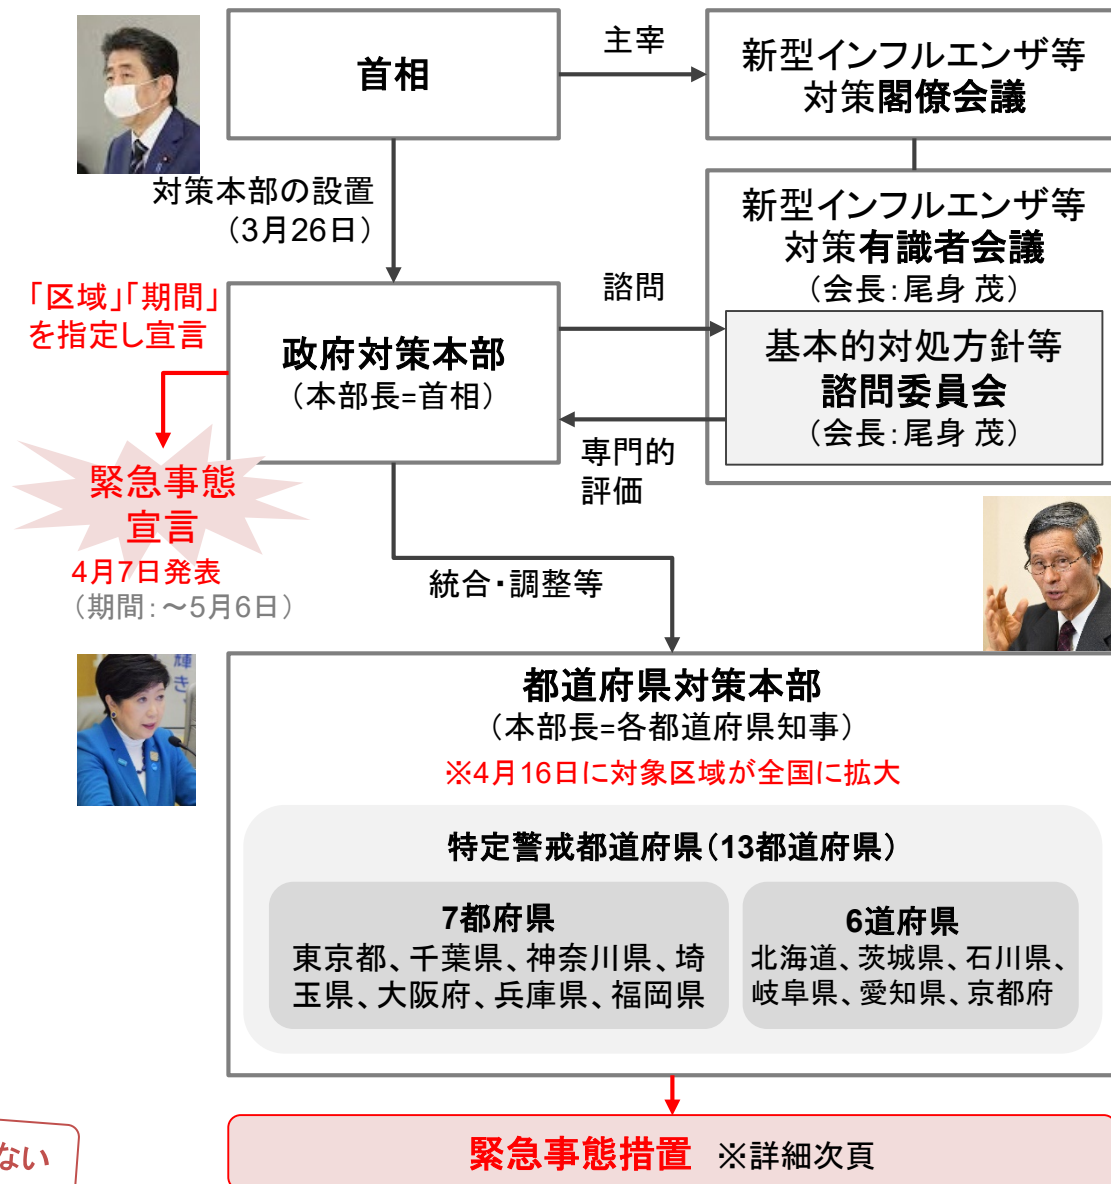 首相
主宰
新型インフルエンザ等
対策閣僚会議
対策本部の設置
（3月26日）
新型インフルエンザ等
対策有識者会議
（会長：尾身 茂）
「区域」「期間」
を指定し宣言
政府対策本部
（本部長=首相）
諮問
基本的対処方針等
諮問委員会
（会長：尾身 茂）
専門的
評価
緊急事態
宣言
4月7日発表
（期間：～5月6日）
統合・調整等
都道府県対策本部
（本部長=各都道府県知事）
※4月16日に対象区域が全国に拡大
特定警戒都道府県（13都道府県）
7都府県
東京都、千葉県、神奈川県、埼
玉県、大阪府、兵庫県、福岡県
6道府県
北海道、茨城県、石川県、
岐阜県、愛知県、京都府
緊急事態措置 ※詳細次頁
ない